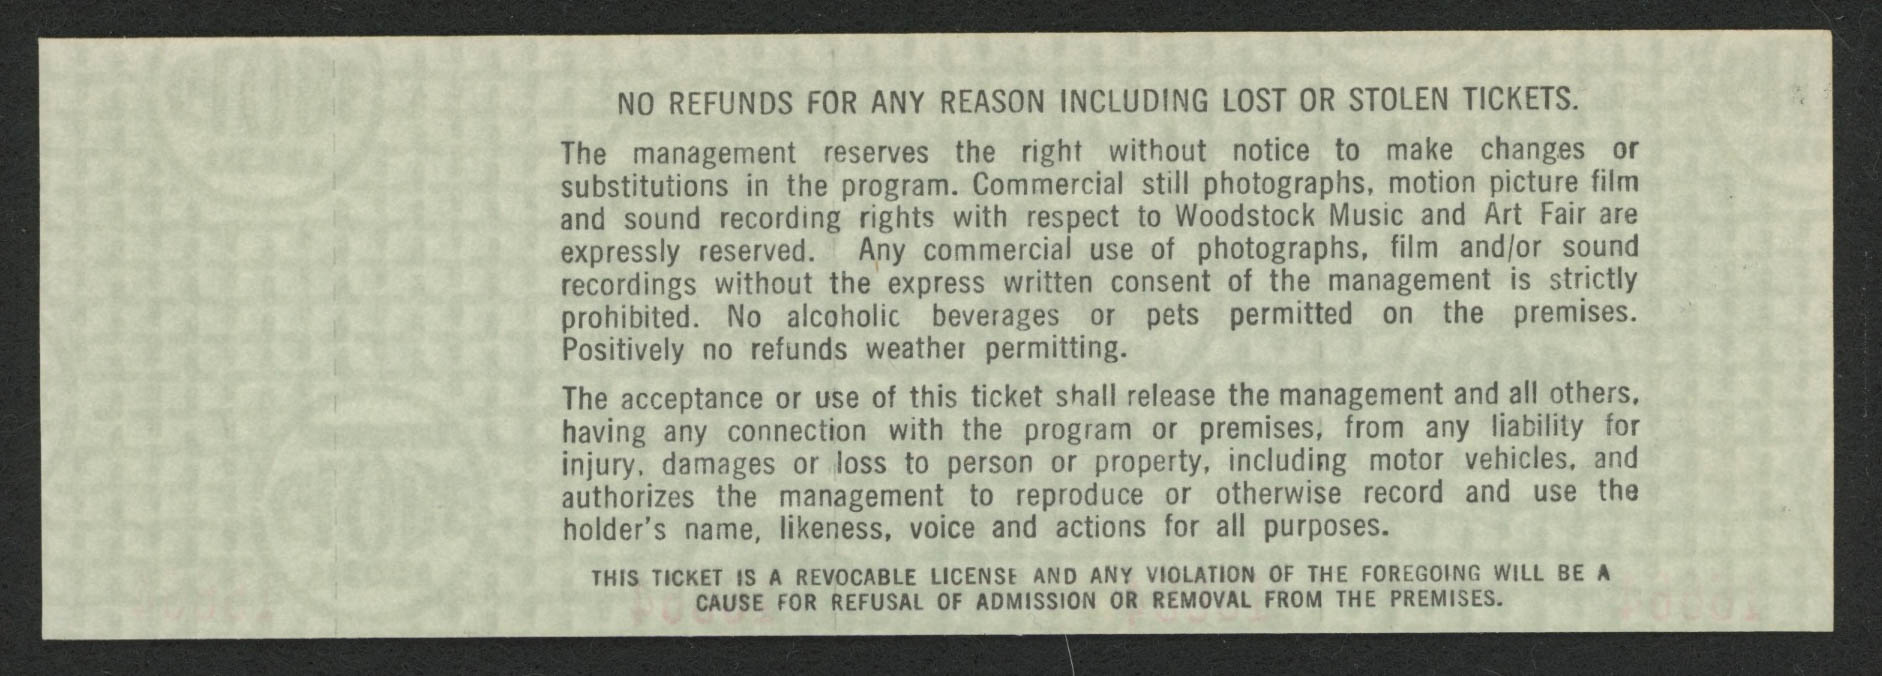 NO REFUNDS FOR ANY REASON INCLUDING LOST OR STOLEN TICKETS.
The management reserves the right without notice to make changes or
substitutions in the program. Commercial still photographs, motion picture film
and sound recording rights with respect to Woodstock Music and Art Fair are
expressly reserved. Any commercial use of photographs, film and/or sound
recordings without the express written consent of the management is strictly
prohibited. No alcoholic beverages or pets permitted on the premises.
Positively no refunds weather permitting.
The acceptance or use of this ticket shall release the management and all others,
having any connection with the program or premises, from any liability for
injury, damages or loss to person or property, including motor vehicles, and
authorizes the management to reproduce or otherwise record and use the
holder's name, likeness, voice and actions for all purposes.
THIS TICKET IS A REVOCABLE LICENSE AND ANY VIOLATION OF THE FOREGOING WILL BE A
CAUSE FOR REFUSAL OF ADMISSION OR REMOVAL FROM THE PREMISES.